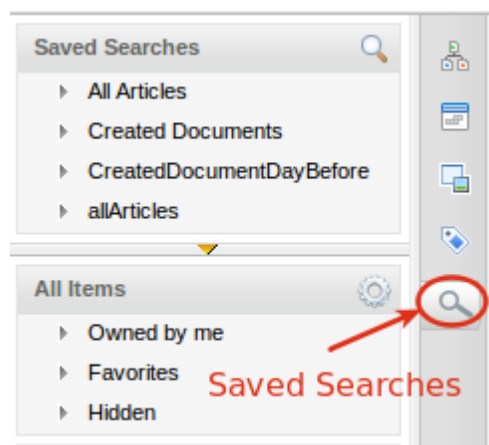 Saved Searches
All Articles
Created Documents
CreatedDocumentDayBefore
allArticles
All Items
Owned by me
Favorites
Hidden
Saved Searches